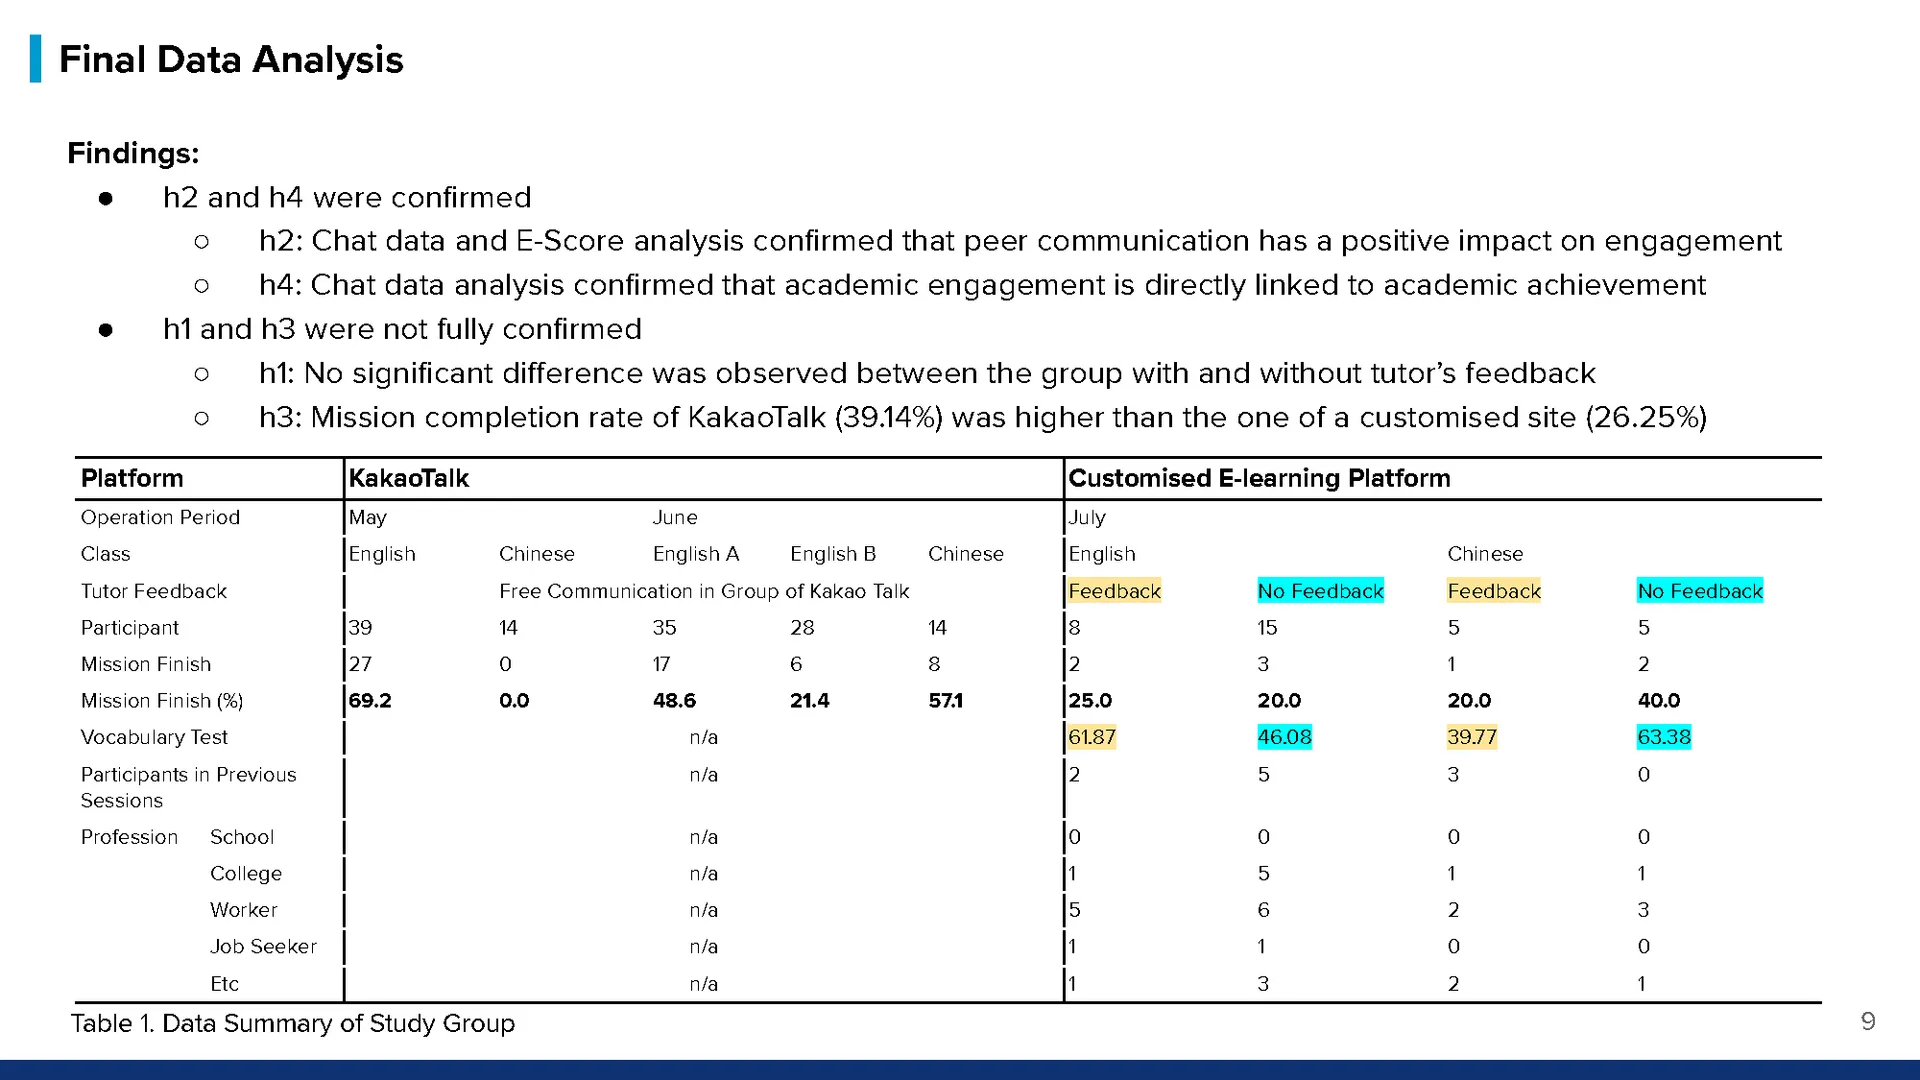 Final Data Analysis
Findings:
● h2 and h4 were confirmed
○ h2: Chat data and E-Score analysis confirmed that peer communication has a positive impact on engagement
○ h4: Chat data analysis confirmed that academic engagement is directly linked to academic achievement
● h1 and h3 were not fully confirmed
○ h1: No significant difference was observed between the group with and without tutor’s feedback
○ h3: Mission completion rate of KakaoTalk (39.14%) was higher than the one of a customised site (26.25%)
Platform KakaoTalk Customised E-learning Platform
Operation Period May June July
Class English Chinese English A English B Chinese English Chinese
Tutor Feedback Free Communication in Group of Kakao Talk Feedback No Feedback Feedback No Feedback
Participant 39 14 35 28 14 8 15 5 5
Mission Finish 27 0 17 6 8 2 3 1 2
Mission Finish (%) 69.2 0.0 48.6 21.4 57.1 25.0 20.0 20.0 40.0
Vocabulary Test n/a 61.87 46.08 39.77 63.38
Participants in Previous n/a 2 5 3 0
Sessions
Profession School n/a 0 0 0 0
College n/a 1 5 1 1
Worker n/a 5 6 2 3
Job Seeker n/a 1 1 0 0
Etc n/a 1 3 2 1
Table 1. Data Summary of Study Group
9